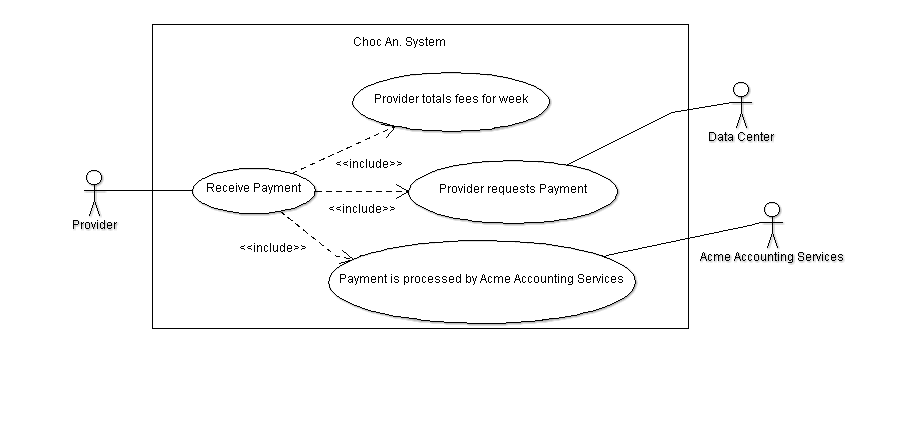 Choc An. System
Provider totals fees for week
Data Center
<<include>>
Receive Payment
Provider requests Payment
<<include>>
Provider
<<include>>
Acme Accounting Services
Payment is processed by Acme Accounting Services